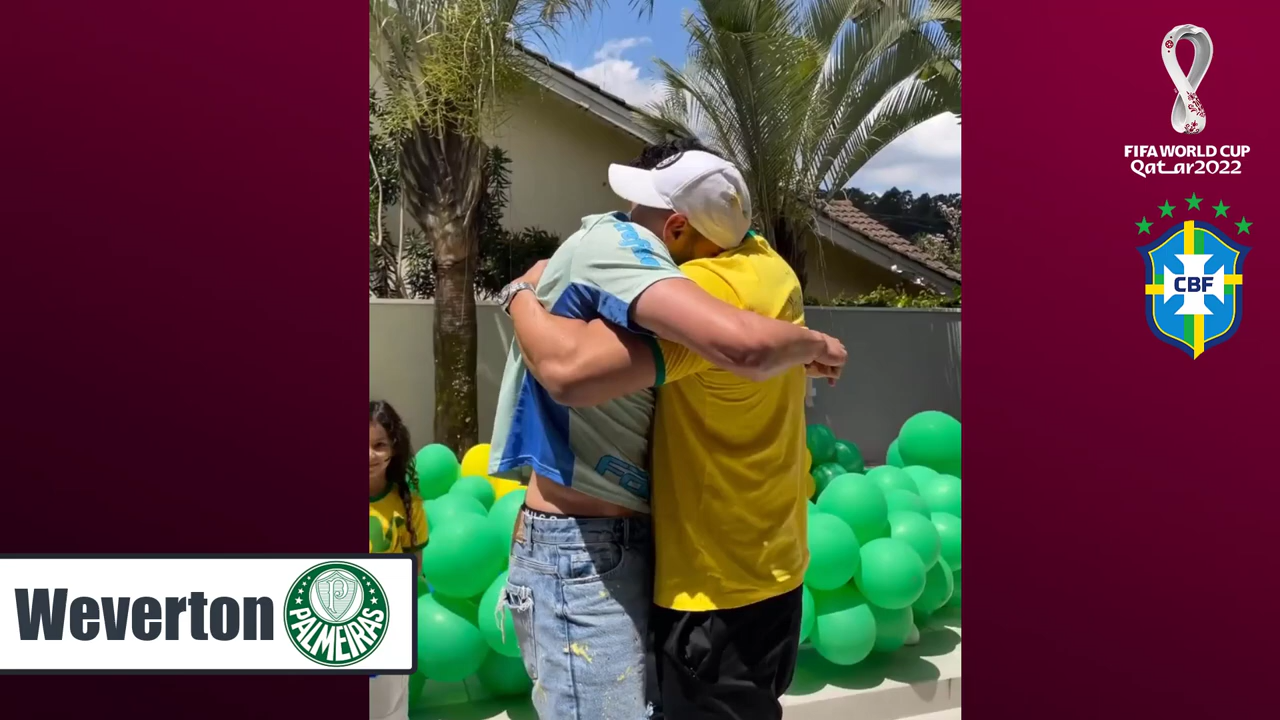 FIFA WORLD CUP
Qatar2022
CBF
Weverton
P
PALMEIRAS